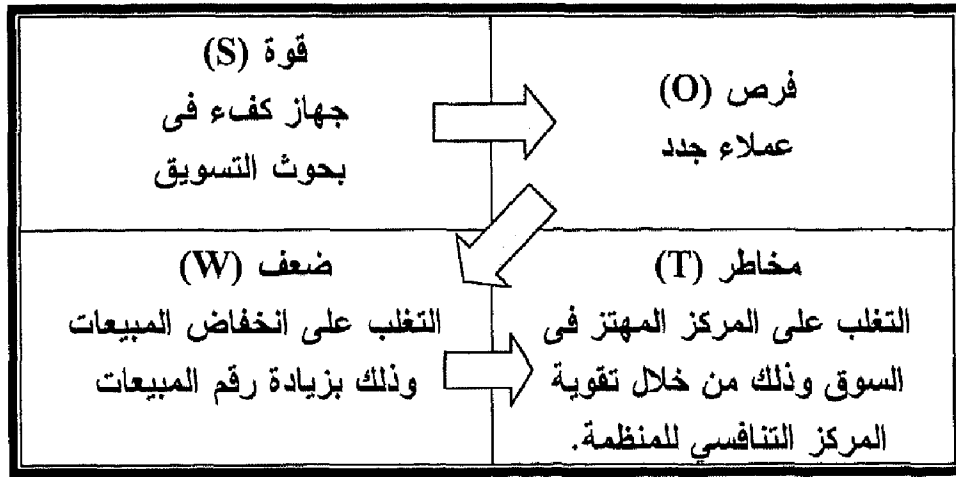 قوة (S)
جهاز كفء فى
بحوث التسويق
فرص (O)
عملاء جدد
ضعف (W)
التغلب على انخفاض المبيعات
وذلك بزيادة رقم المبيعات
مخاطر (T)
التغلب على المركز المهتز فى
السوق وذلك من خلال تقوية
المركز التنافسي للمنظمة.